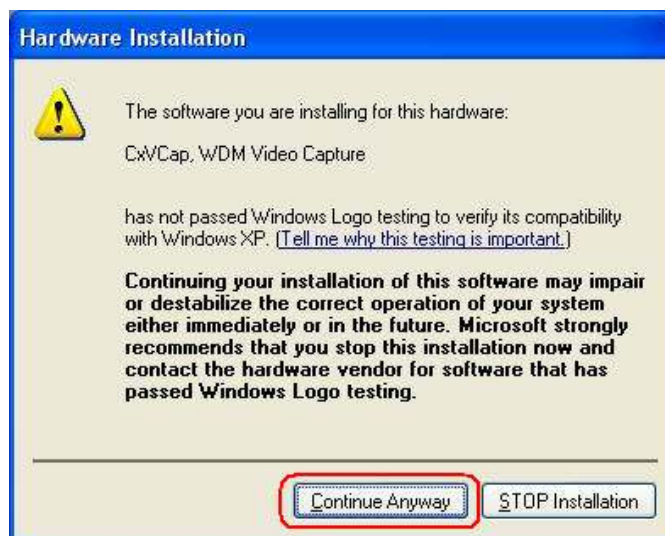 Hardware Installation
The software you are installing for this hardware:
CxVCap, WDM Video Capture
has not passed Windows Logo testing to verify its compatibility
with Windows XP. (Tell me why this testing is important.)
Continuing your installation of this software may impair
or destabilize the correct operation of your system
either immediately or in the future. Microsoft strongly
recommends that you stop this installation now and
contact the hardware vendor for software that has
passed Windows Logo testing.
Continue Anyway
STOP Installation